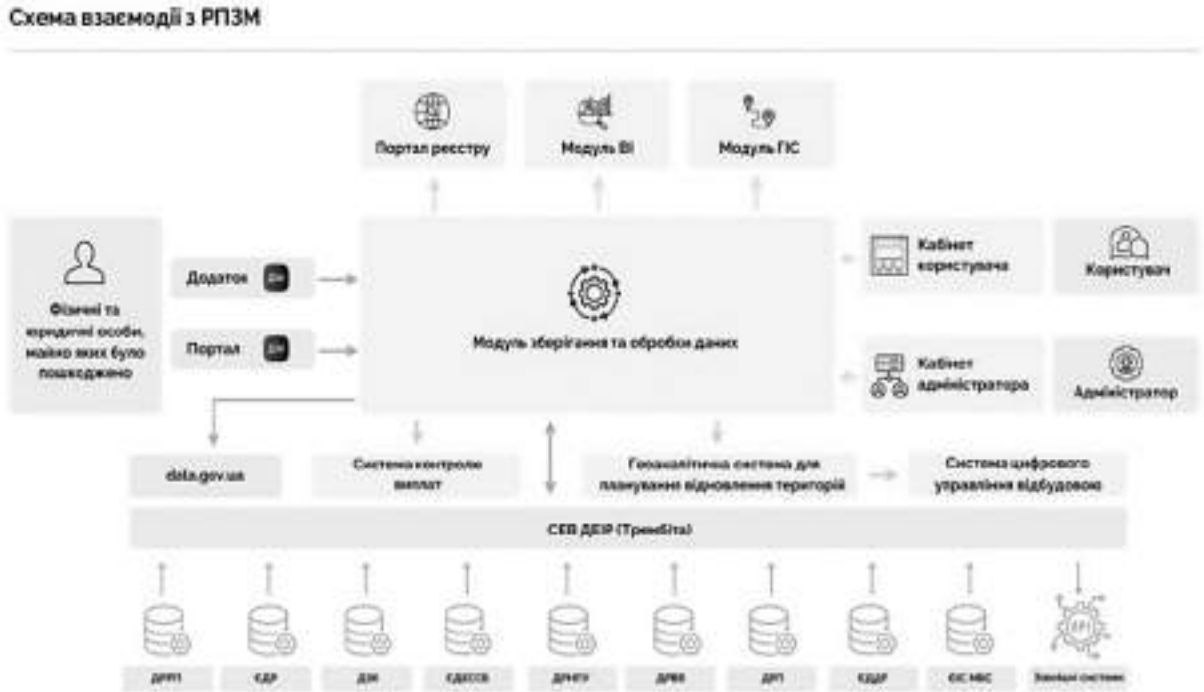 Схема взаємодії з РПЗМ
Портал реєстру
Модуль ВІ
Модуль ГІС
Фізичні та
юридичні особи,
майно яких було
пошкоджено
Додаток
Портал
Модуль зберігання та обробки даних
Кабінет
користувача
Користувач
Кабінет
адміністратора
Адміністратор
data.gov.ua
Система контролю
виплат
Геоаналітична система для
планування відновлення територій
Система цифрового
управління відбудовою
СЕВ ДЕІР (Трембіта)
ДРРП
ЄДР
ДЗК
ЄДЕССБ
ДРНГУ
ДРВВ
ДРП
ЄДДР
ЄІС МВС
API
Зовнішні системи